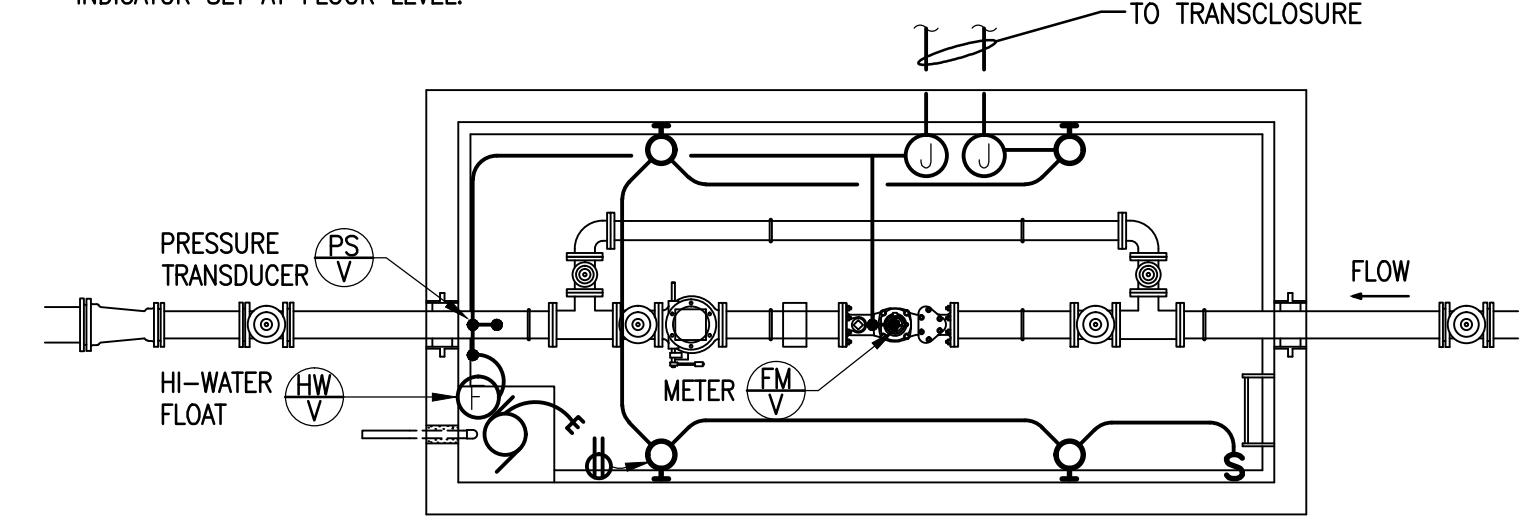 INDICATOR SET AT FLOOR LEVEL.
TO TRANSCLOSURE
J J
PRESSURE
TRANSDUCER
PS
V
FLOW
HI-WATER
FLOAT
HW
V
F
METER
FM
V
S